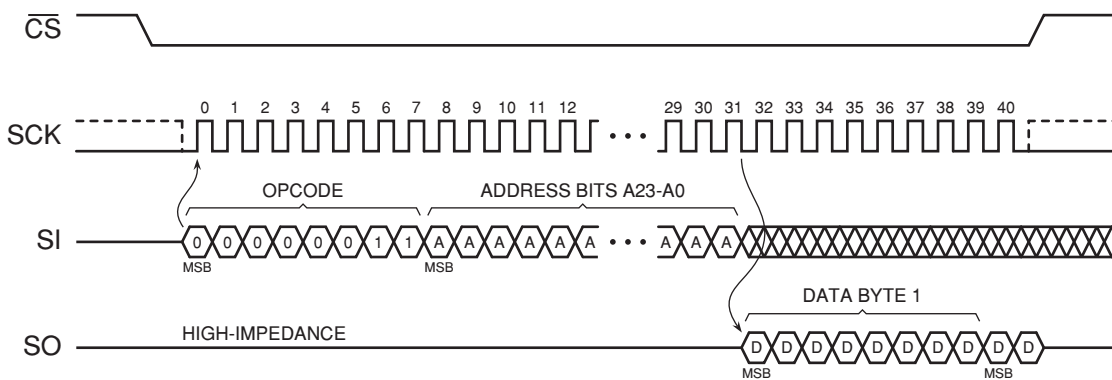 CS
0 1 2 3 4 5 6 7 8 9 10 11 12 29 30 31 32 33 34 35 36 37 38 39 40
SCK • • •
OPCODE ADDRESS BITS A23-A0
SI 0 0 0 0 0 0 1 1 A A A A A A • • • A A A
MSB MSB
DATA BYTE 1
HIGH-IMPEDANCE
SO D D D D D D D D D D
MSB MSB